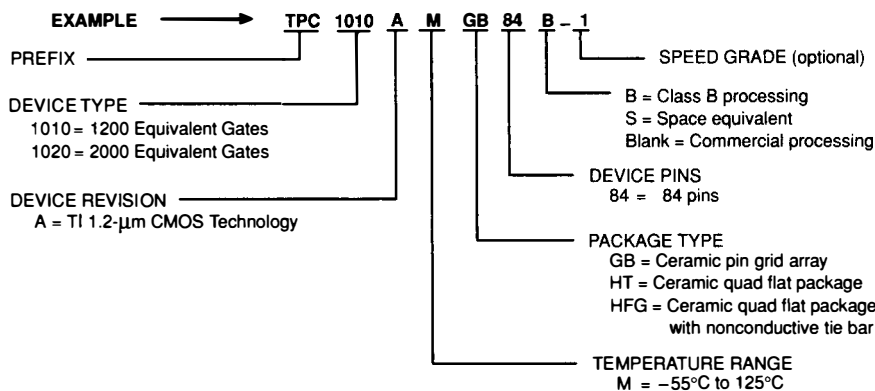 EXAMPLE TPC 1010 A M GB 84 B – 1
PREFIX
SPEED GRADE (optional)
DEVICE TYPE
1010 = 1200 Equivalent Gates
1020 = 2000 Equivalent Gates
B = Class B processing
S = Space equivalent
Blank = Commercial processing
DEVICE PINS
84 = 84 pins
DEVICE REVISION
A = TI 1.2-μm CMOS Technology
PACKAGE TYPE
GB = Ceramic pin grid array
HT = Ceramic quad flat package
HFG = Ceramic quad flat package
with nonconductive tie bar
TEMPERATURE RANGE
M = –55°C to 125°C